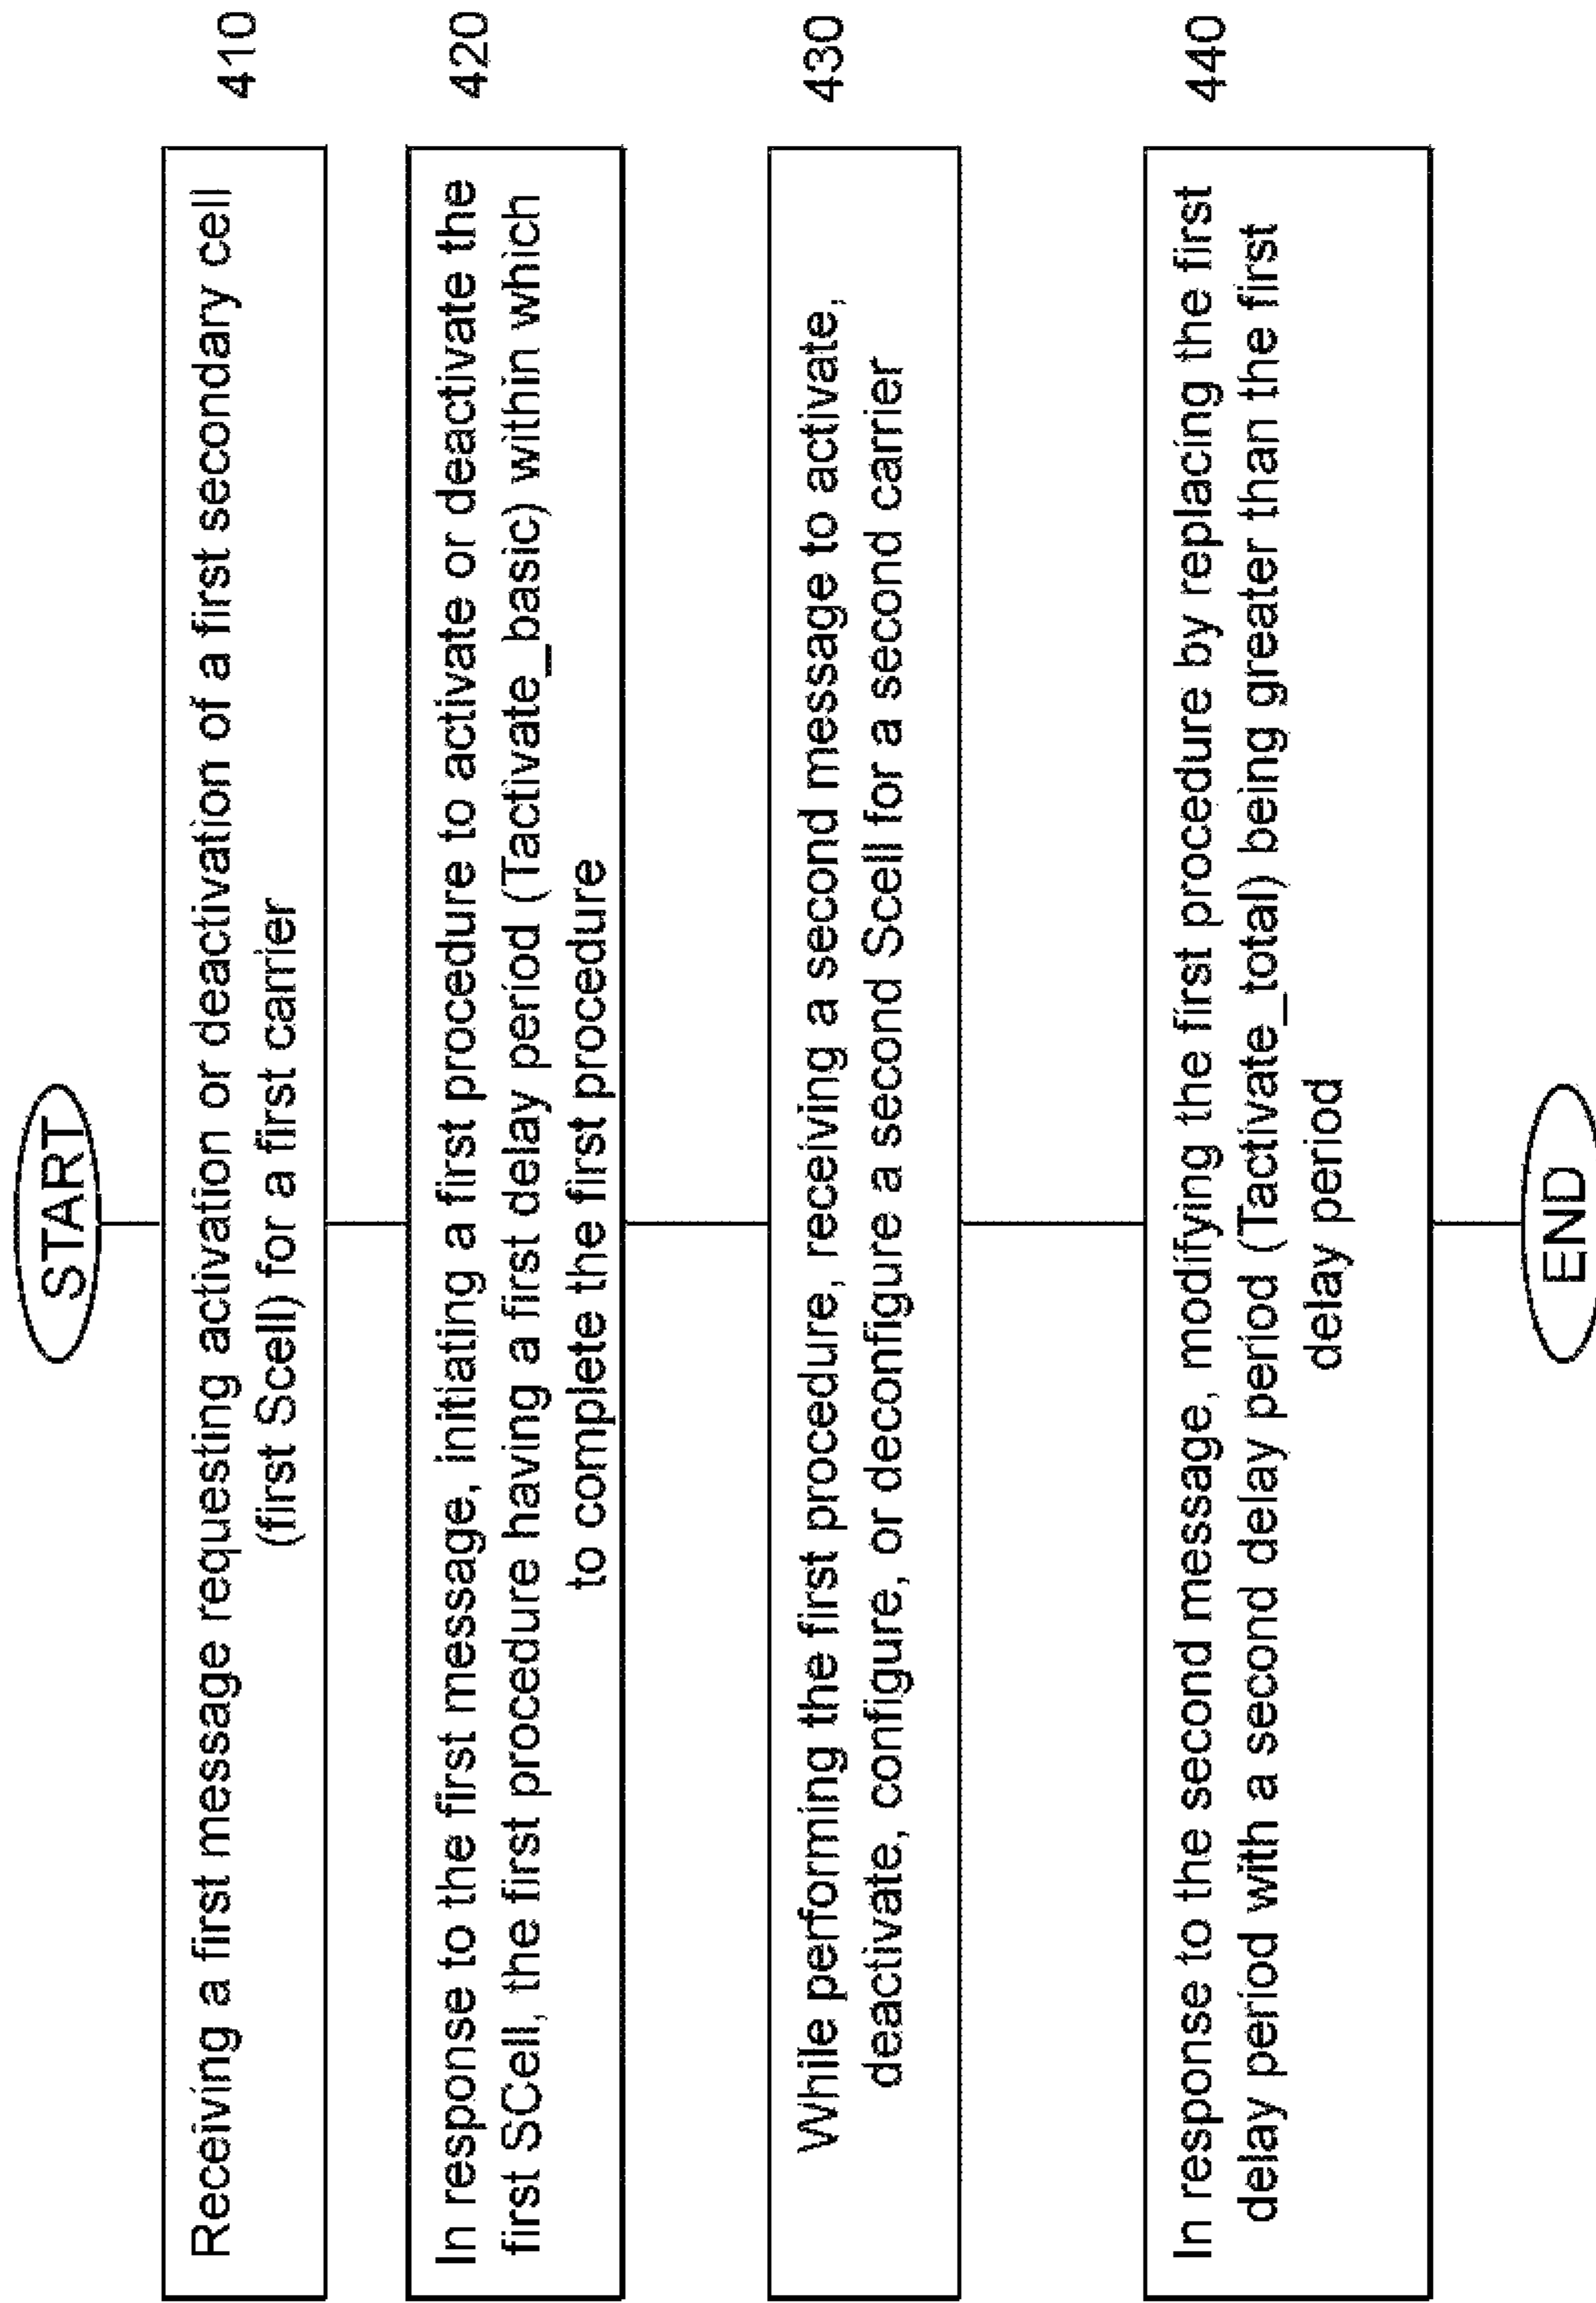 START
Receiving a first message requesting activation or deactivation of a first secondary cell
(first Scell) for a first carrier
410
In response to the first message, initiating a first procedure to activate or deactivate the
first SCell, the first procedure having a first delay period (Tactivate_basic) within which
to complete the first procedure
420
While performing the first procedure, receiving a second message to activate,
deactivate, configure, or deconfigure a second Scell for a second carrier
430
In response to the second message, modifying the first procedure by replacing the first
delay period with a second delay period (Tactivate_total) being greater than the first
delay period
440
END